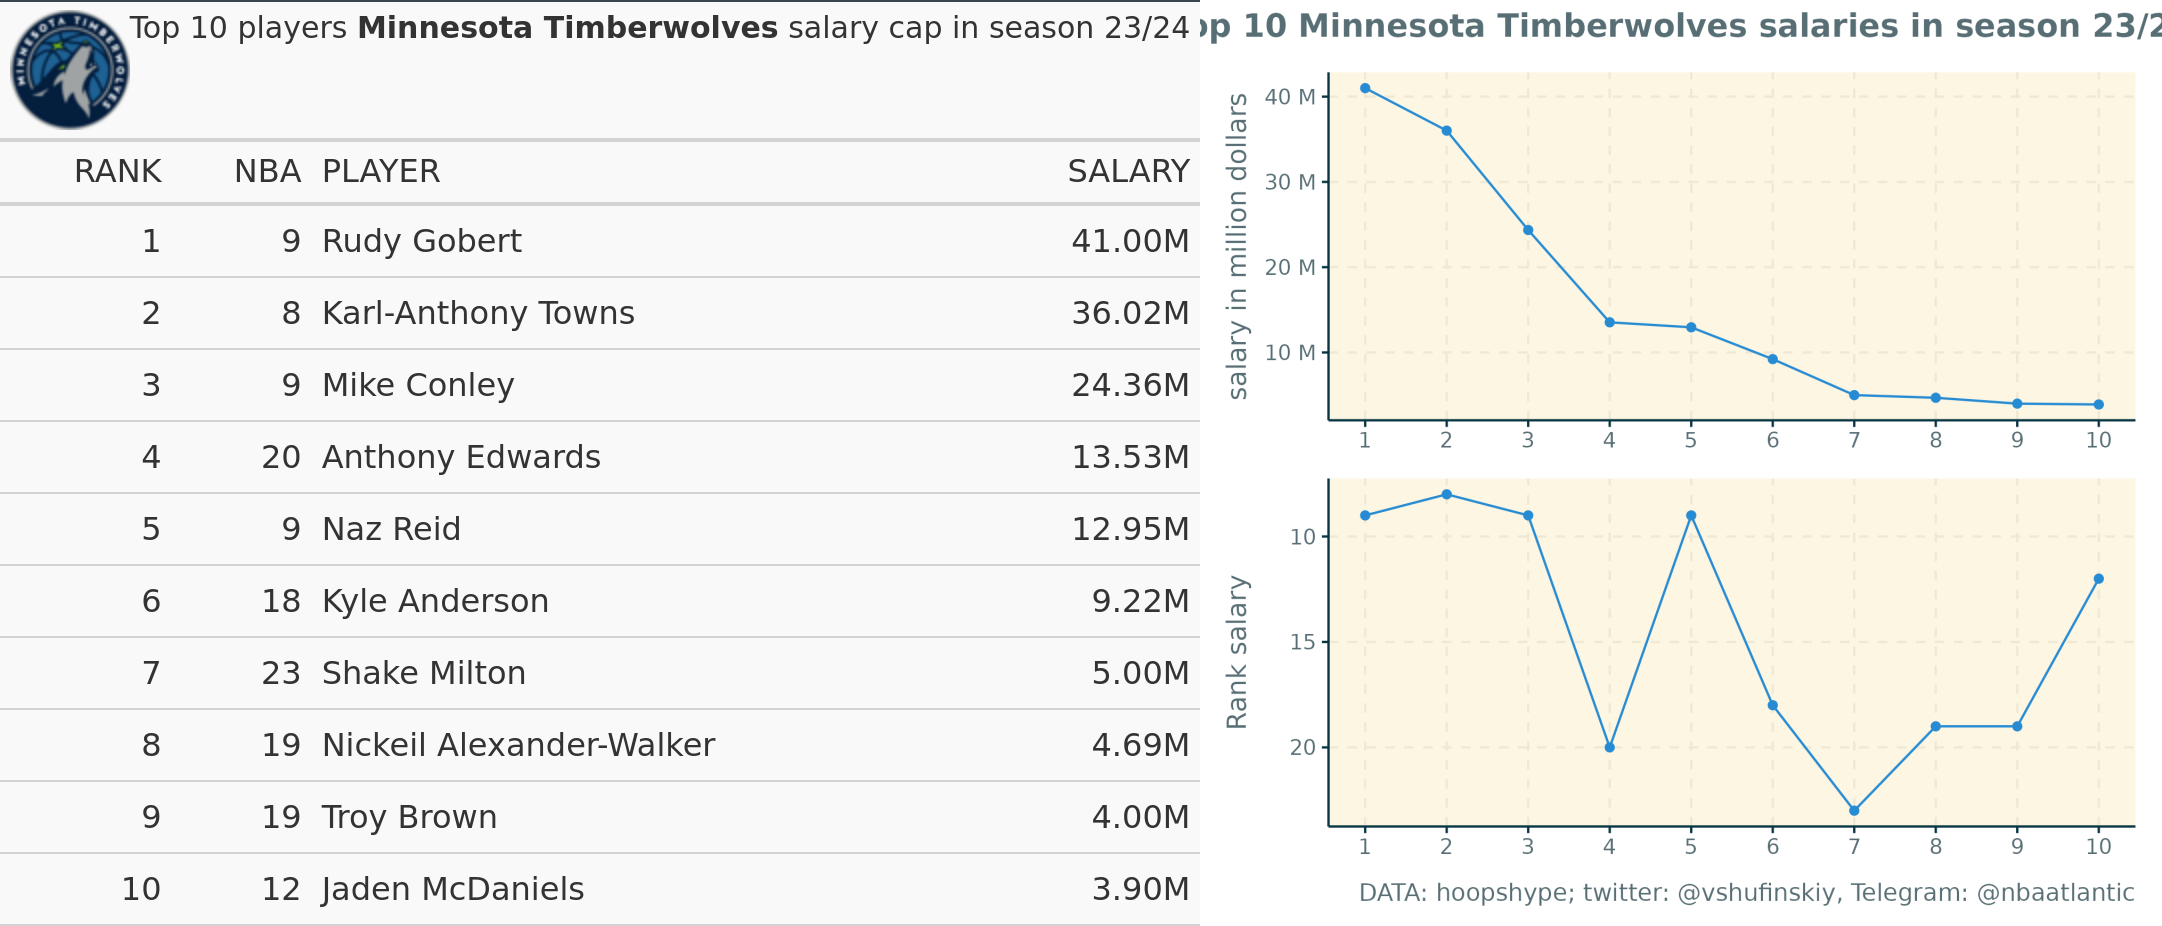 MINNESOTA TIMBERWOLVES
Top 10 players Minnesota Timberwolves salary cap in season 23/24
RANK NBA PLAYER SALARY
1 9 Rudy Gobert 41.00M
2 8 Karl-Anthony Towns 36.02M
3 9 Mike Conley 24.36M
4 20 Anthony Edwards 13.53M
5 9 Naz Reid 12.95M
6 18 Kyle Anderson 9.22M
7 23 Shake Milton 5.00M
8 19 Nickeil Alexander-Walker 4.69M
9 19 Troy Brown 4.00M
10 12 Jaden McDaniels 3.90M
op 10 Minnesota Timberwolves salaries in season 23/2
salary in million dollars
40 M
30 M
20 M
10 M
1 2 3 4 5 6 7 8 9 10
Rank salary
10
15
20
1 2 3 4 5 6 7 8 9 10
DATA: hoopshype; twitter: @vshufinskiy, Telegram: @nbaatlantic